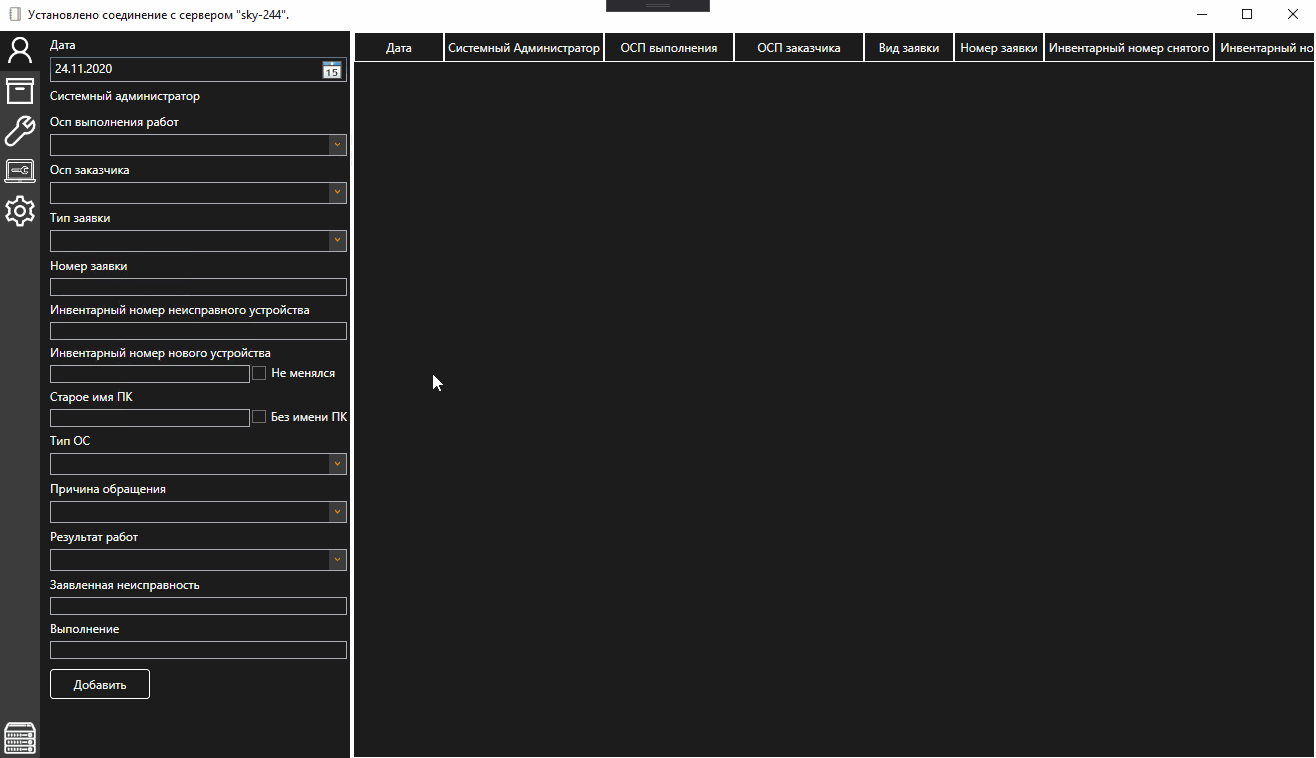 Установлено соединение с сервером "sky-244".
Дата
24.11.2020
15
Системный администратор
Осп выполнения работ
Осп заказчика
Тип заявки
Номер заявки
Инвентарный номер неисправного устройства
Инвентарный номер нового устройства
Не менялся
Старое имя ПК
Без имени ПК
Тип ОС
Причина обращения
Результат работ
Заявленная неисправность
Выполнение
Добавить
Дата Системный Администратор ОСП выполнения ОСП заказчика Вид заявки Номер заявки Инвентарный номер снятого Инвентарный но